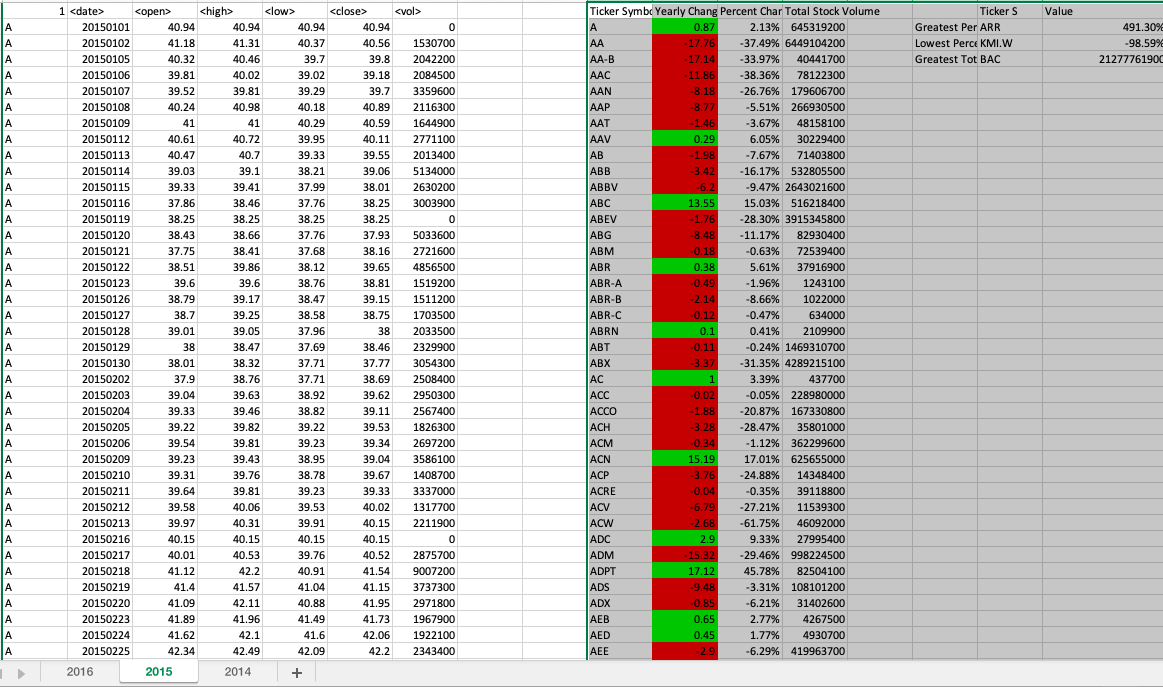 1 <date> <open> <high> <low> <close> <vol> Ticker Symbo Yearly Chang Percent Char Total Stock Volume Ticker S Value
A 20150101 40.94 40.94 40.94 40.94 0 A 0.87 2.13% 645319200 Greatest Per ARR 491.30%
A 20150102 41.18 41.31 40.37 40.56 1530700 AA -17.76 -37.49% 6449104200 Lowest Perce KMI.W -98.59%
A 20150105 40.32 40.46 39.7 39.8 2042200 AA-B -17.14 -33.97% 40441700 Greatest Tot BAC 21277761900
A 20150106 39.81 40.02 39.02 39.18 2084500 AAC -11.86 -38.36% 78122300
A 20150107 39.52 39.81 39.29 39.7 3359600 AAN -8.18 -26.76% 179606700
A 20150108 40.24 40.98 40.18 40.89 2116300 AAP -8.77 -5.51% 266930500
A 20150109 41 41 40.29 40.59 1644900 AAT -1.46 -3.67% 48158100
A 20150112 40.61 40.72 39.95 40.11 2771700 AAV 0.29 6.05% 30229400
A 20150113 40.47 40.7 39.33 39.55 2013400 AB -1.98 -7.67% 71403800
A 20150114 39.03 39.1 38.21 39.06 5134000 ABB -3.42 -16.17% 532805500
A 20150115 39.33 39.41 37.99 38.01 2630200 ABBV -6.2 -9.47% 2643021600
A 20150116 37.86 38.46 37.76 38.25 3003900 ABC 13.55 15.03% 516218400
A 20150119 38.25 38.25 38.25 38.25 0 ABEV -1.76 -28.30% 3915345800
A 20150120 38.43 38.66 37.76 37.93 5033600 ABG -8.48 -11.17% 82930400
A 20150121 37.75 38.41 37.68 38.16 2721600 ABM -0.18 -0.63% 72539400
A 20150122 38.51 39.86 38.12 39.65 4856500 ABR 0.38 5.61% 37916900
A 20150123 39.6 39.6 38.76 38.81 1519200 ABR-A -0.49 -1.96% 1243100
A 20150126 38.79 39.17 38.47 39.15 1511200 ABR-B -2.14 -8.66% 1022000
A 20150127 38.7 39.25 38.58 38.75 1703500 ABR-C -0.12 -0.47% 634000
A 20150128 39.01 39.05 37.96 38 2033500 ABRN 0.1 0.41% 2109900
A 20150129 38 38.47 37.69 38.46 2329900 ABT -0.11 -0.24% 1469310700
A 20150130 38.01 38.32 37.71 37.77 3054300 ABX -3.37 -31.35% 4289215100
A 20150202 37.9 38.76 37.71 38.69 2508400 AC 1 3.39% 437700
A 20150203 39.04 39.63 38.92 39.62 2950300 ACC -0.02 -0.05% 228980000
A 20150204 39.33 39.46 38.82 39.11 2567400 ACCO -1.88 -20.87% 167330800
A 20150205 39.22 39.82 39.22 39.53 1826300 ACH -3.28 -28.47% 35801000
A 20150206 39.54 39.81 39.23 39.34 2697200 ACM -0.34 -1.12% 362299600
A 20150209 39.23 39.43 38.95 39.04 3586100 ACN 15.19 17.01% 625655000
A 20150210 39.31 39.76 38.78 39.67 1408700 ACP -3.76 -24.88% 14348400
A 20150211 39.64 39.81 39.23 39.33 3337000 ACRE -0.04 -0.35% 39118800
A 20150212 39.58 40.06 39.53 40.02 1317700 ACV -6.79 -27.21% 11539300
A 20150213 39.97 40.31 39.91 40.15 2211900 ACW -2.68 -61.75% 46092000
A 20150216 40.15 40.15 40.15 40.15 0 ADC 2.9 9.33% 27995400
A 20150217 40.01 40.53 39.76 40.52 2875700 ADM -15.32 -29.46% 998224500
A 20150218 41.12 42.2 40.91 41.54 9007200 ADPT 17.12 45.78% 82504100
A 20150219 41.4 41.57 41.04 41.15 3737300 ADS -9.48 -3.31% 108101200
A 20150220 41.09 42.11 40.88 41.95 2971800 ADX -0.85 -6.21% 31402600
A 20150223 41.89 41.96 41.49 41.73 1967900 AEB 0.65 2.77% 4267500
A 20150224 41.62 42.1 41.6 42.06 1922100 AED 0.45 1.77% 4930700
A 20150225 42.34 42.49 42.09 42.2 2343400 AEE 2.9 -6.29% 419963700
2016 2015 2014 +